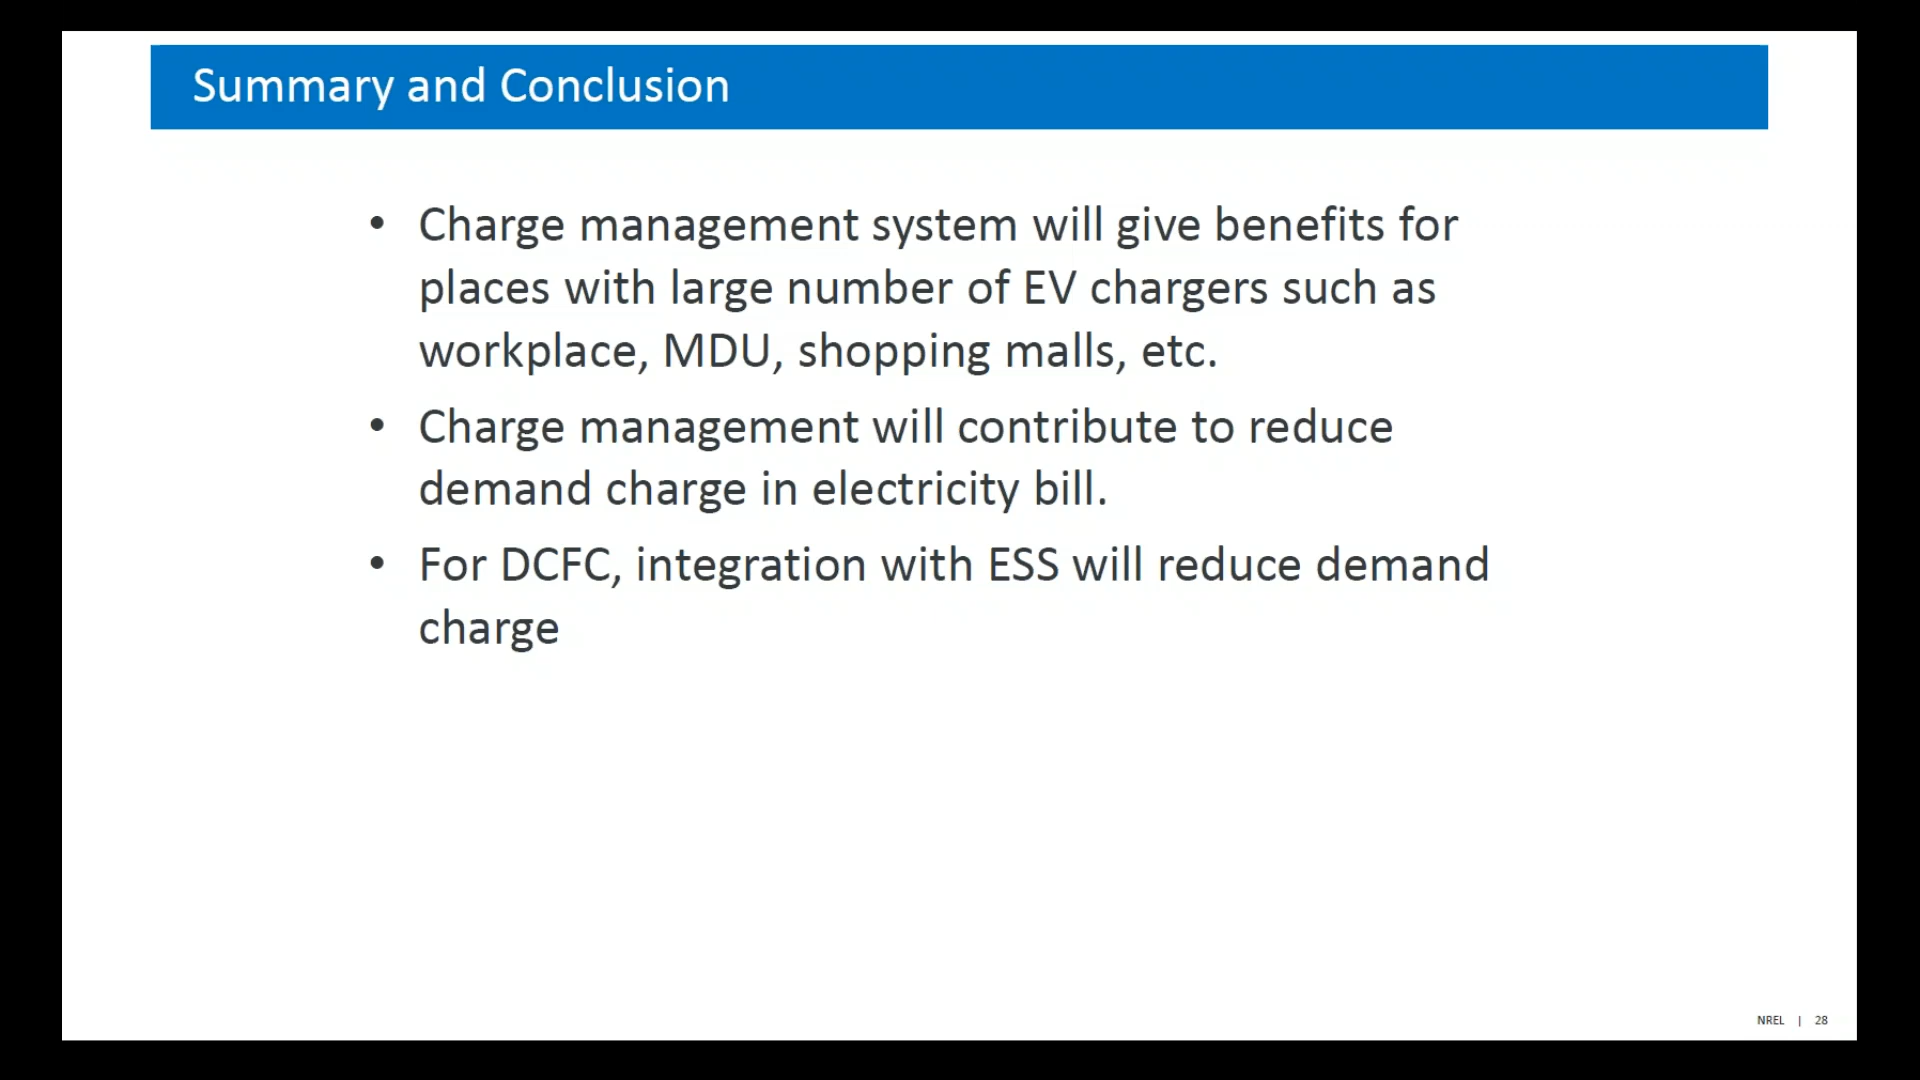 Summary and Conclusion
• Charge management system will give benefits for
places with large number of EV chargers such as
workplace, MDU, shopping malls, etc.
• Charge management will contribute to reduce
demand charge in electricity bill.
• For DCFC, integration with ESS will reduce demand
charge
NREL | 28